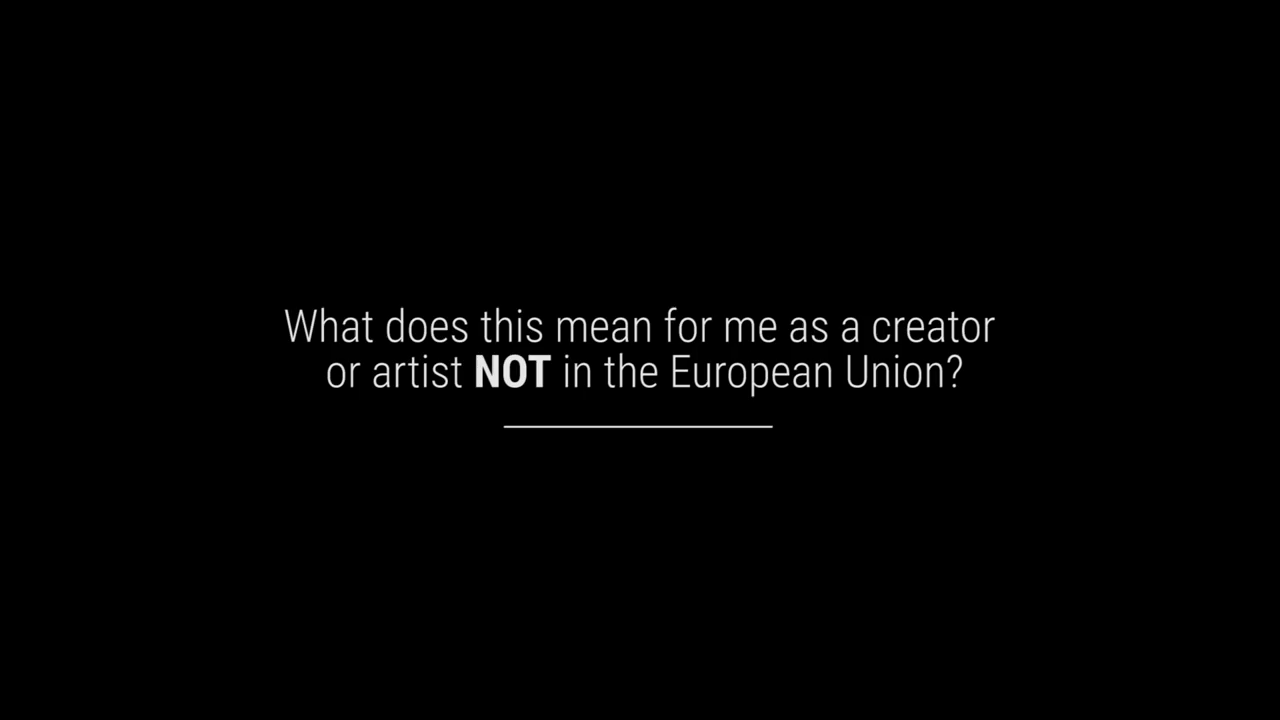 What does this mean for me as a creator
or artist NOT in the European Union?